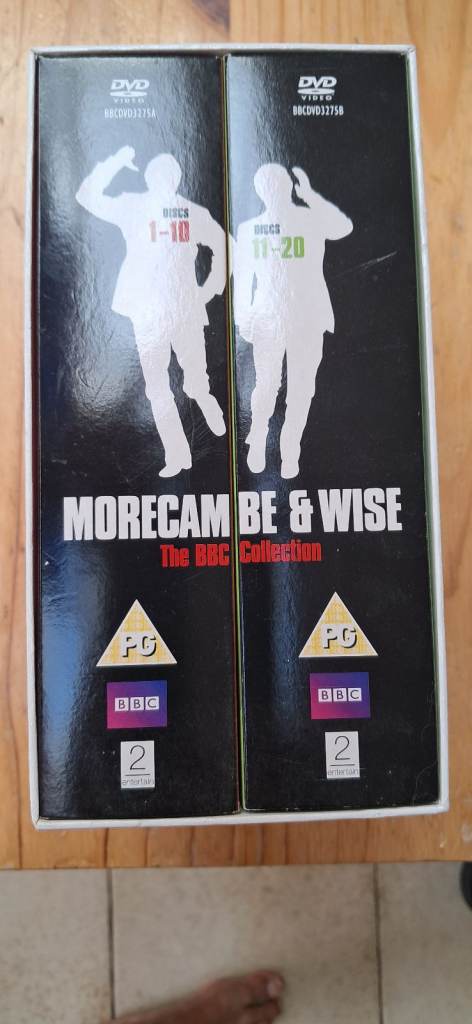 DVD
VIDEO
BBCDVD3275A
DISCS
1-10
DVD
VIDEO
BBCDVD3275B
DISCS
11-20
MORECAMBE & WISE
The BBC Collection
PG
BBC
2
entertain
PG
BBC
2
entertain